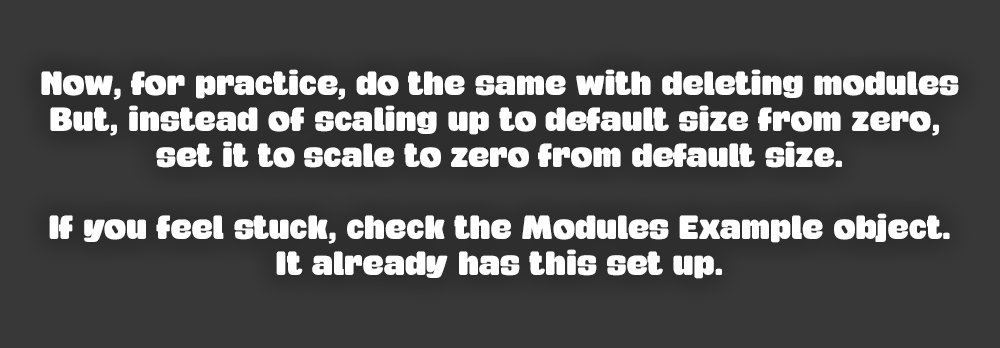 Now, for practice, do the same with deleting modules
But, instead of scaling up to default size from zero,
set it to scale to zero from default size.
If you feel stuck, check the Modules Example object.
It already has this set up.